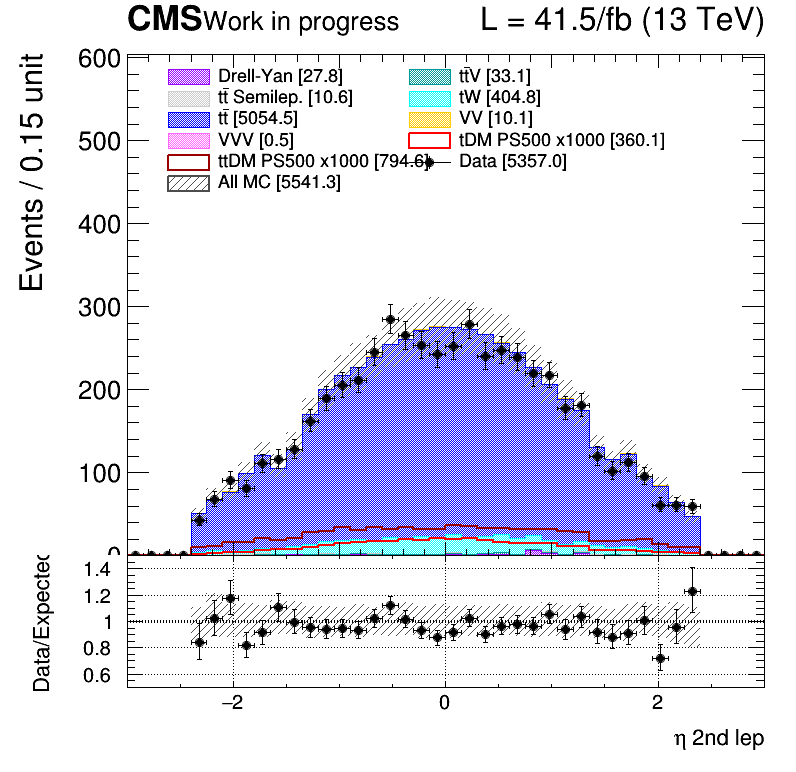 CMS Work in progress L = 41.5/fb (13 TeV)
Events / 0.15 unit
600
500
400
300
200
100
0
Drell-Yan [27.8]
tt̄V [33.1]
tt̄ Semilep. [10.6]
tW [404.8]
tt̄ [5054.5]
VV [10.1]
VVV [0.5]
tDM PS500 x1000 [360.1]
ttDM PS500 x1000 [794.6]
Data [5357.0]
All MC [5541.3]
Data/Expected
1.4
1.2
1
0.8
0.6
−2 0 2
η 2nd lep